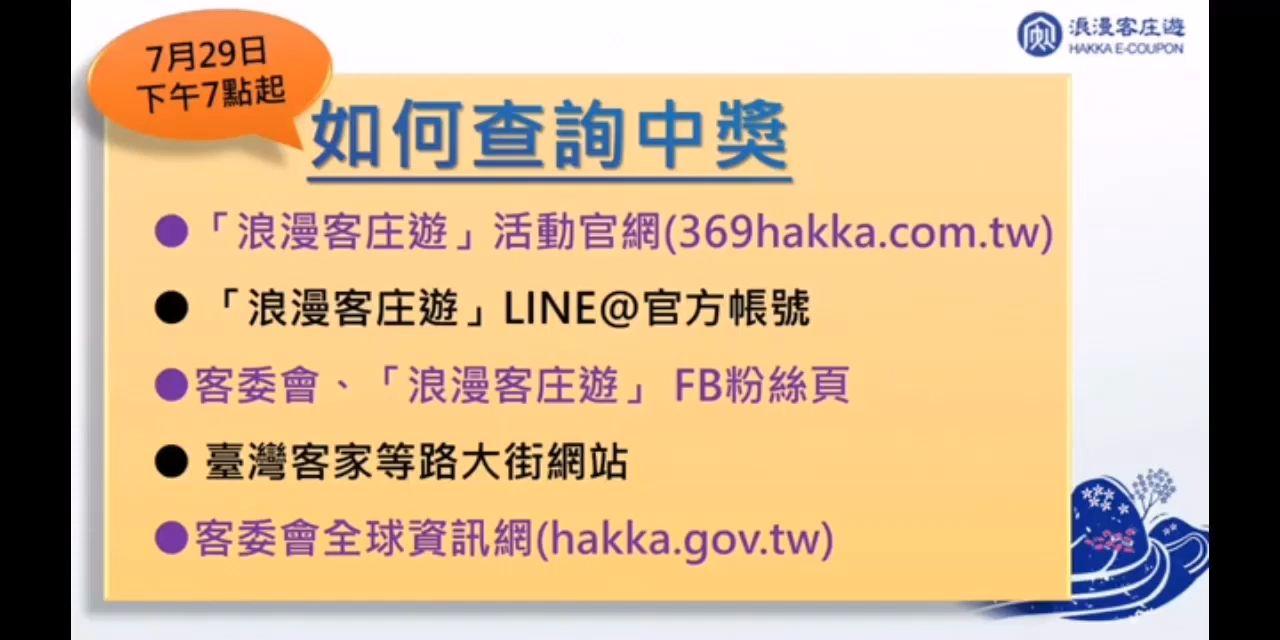 7月29日
下午7點起
浪漫客庄遊
HAKKA E-COUPON
如何查詢中獎
●「浪漫客庄遊」活動官網(369hakka.com.tw)
● 「浪漫客庄遊」LINE@官方帳號
●客委會、「浪漫客庄遊」 FB粉絲頁
● 臺灣客家等路大街網站
●客委會全球資訊網(hakka.gov.tw)